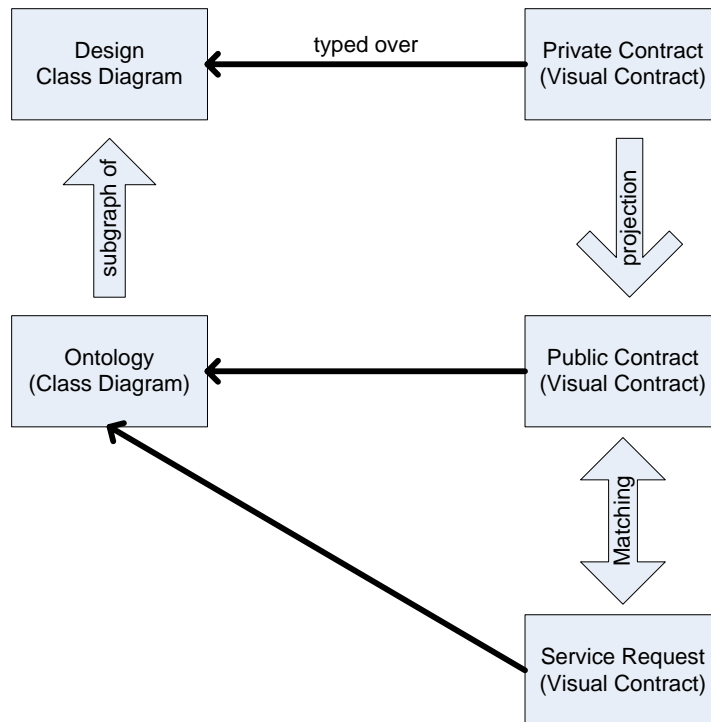 Design
Class Diagram
typed over
Private Contract
(Visual Contract)
subgraph of
projection
Ontology
(Class Diagram)
Public Contract
(Visual Contract)
Matching
Service Request
(Visual Contract)